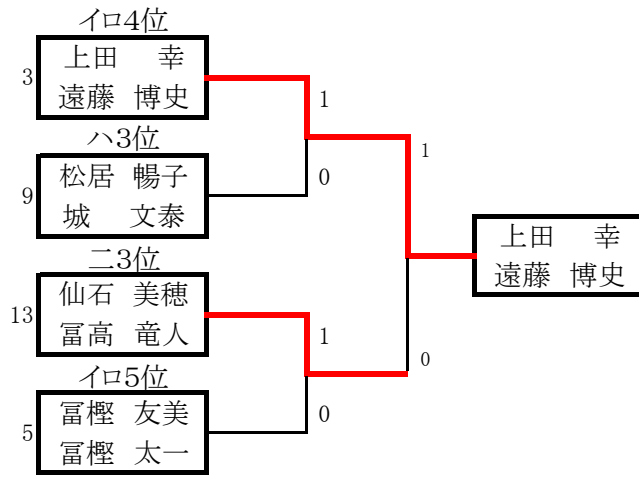 イロ4位
3
上田 幸
遠藤 博史
1
1
ハ3位
9
松居 暢子
城 文泰
0
上田 幸
遠藤 博史
ニ3位
13
仙石 美穂
冨高 竜人
1
0
イロ5位
5
冨樫 友美
冨樫 太一
0